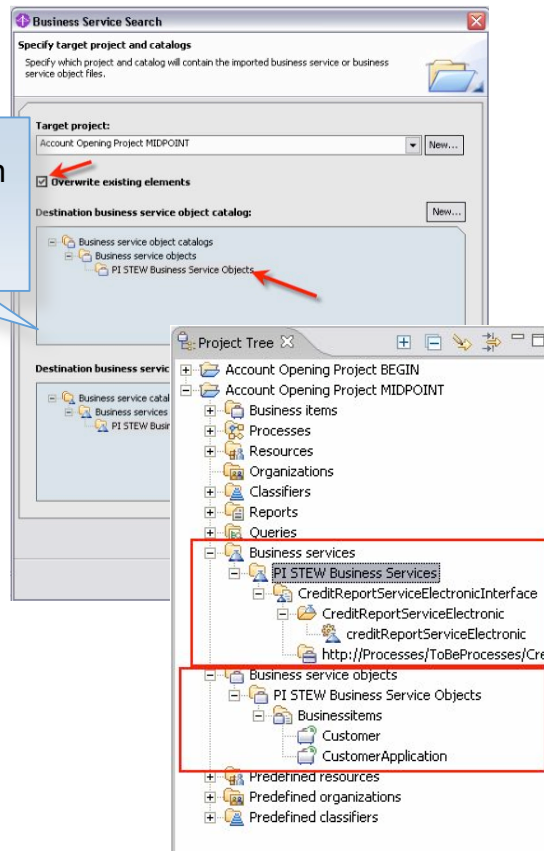 Business Service Search
Specify target project and catalogs
Specify which project and catalog will contain the imported business service or business
service object files.
Target project:
Account Opening Project MIDPOINT
New...
Overwrite existing elements
Destination business service object catalog:
New...
Business service object catalogs
Business service objects
PI STEW Business Service Objects
Destination business servic
Business service catal
Business services
PI STEW Busin
Project Tree
Account Opening Project BEGIN
Account Opening Project MIDPOINT
Business items
Processes
Resources
Organizations
Classifiers
Reports
Queries
Business services
PI STEW Business Services
CreditReportServiceElectronicInterface
CreditReportServiceElectronic
creditReportServiceElectronic
http://Processes/ToBeProcesses/Cre
Business service objects
PI STEW Business Service Objects
Businessitems
Customer
CustomerApplication
Predefined resources
Predefined organizations
Predefined classifiers